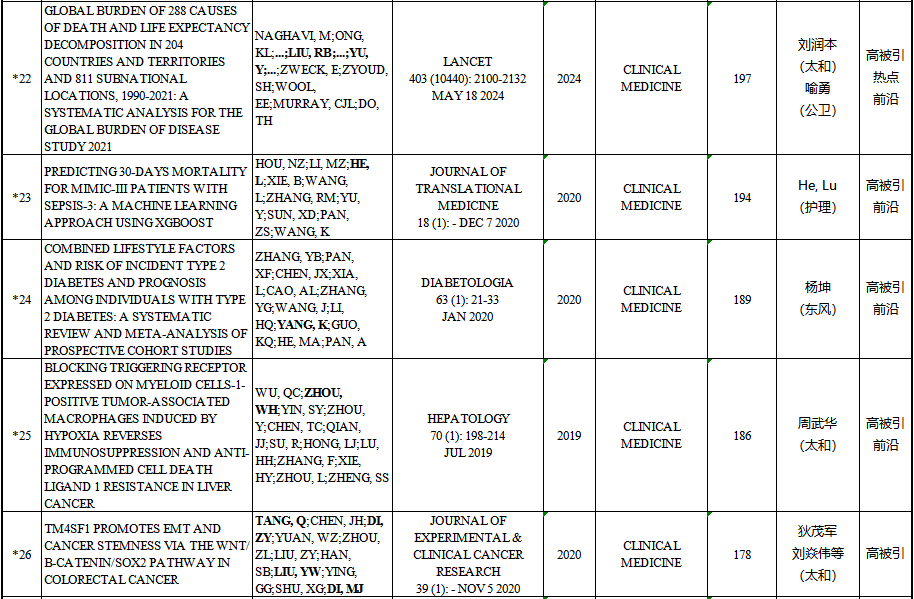 *22
GLOBAL BURDEN OF 288 CAUSES
OF DEATH AND LIFE EXPECTANCY
DECOMPOSITION IN 204
COUNTRIES AND TERRITORIES
AND 811 SUBNATIONAL
LOCATIONS, 1990-2021: A
SYSTEMATIC ANALYSIS FOR THE
GLOBAL BURDEN OF DISEASE
STUDY 2021
NAGHAVI, M;ONG,
KL;...;LIU, RB;...;YU,
Y;...;ZWECK, E;ZYOUD,
SH;WOOL,
EE;MURRAY, CJL;DO,
TH
LANCET
403 (10440): 2100-2132
MAY 18 2024
2024
CLINICAL
MEDICINE
197
刘润本
(太和)
喻勇
(公卫)
高被引
热点
前沿
*23
PREDICTING 30-DAYS MORTALITY
FOR MIMIC-III PATIENTS WITH
SEPSIS-3: A MACHINE LEARNING
APPROACH USING XGBOOST
HOU, NZ;LI, MZ;HE,
L;XIE, B;WANG,
L;ZHANG, RM;YU,
Y;SUN, XD;PAN,
ZS;WANG, K
JOURNAL OF
TRANSLATIONAL
MEDICINE
18 (1): - DEC 7 2020
2020
CLINICAL
MEDICINE
194
He, Lu
(护理)
高被引
前沿
*24
COMBINED LIFESTYLE FACTORS
AND RISK OF INCIDENT TYPE 2
DIABETES AND PROGNOSIS
AMONG INDIVIDUALS WITH TYPE
2 DIABETES: A SYSTEMATIC
REVIEW AND META-ANALYSIS OF
PROSPECTIVE COHORT STUDIES
ZHANG, YB;PAN,
XF;CHEN, JX;XIA,
L;CAO, AL;ZHANG,
YG;WANG, J;LI,
HQ;YANG, K;GUO,
KQ;HE, MA;PAN, A
DIABETOLOGIA
63 (1): 21-33
JAN 2020
2020
CLINICAL
MEDICINE
189
杨坤
(东风)
高被引
前沿
*25
BLOCKING TRIGGERING RECEPTOR
EXPRESSED ON MYELOID CELLS-1-
POSITIVE TUMOR-ASSOCIATED
MACROPHAGES INDUCED BY
HYPOXIA REVERSES
IMMUNOSUPPRESSION AND ANTI-
PROGRAMMED CELL DEATH
LIGAND 1 RESISTANCE IN LIVER
CANCER
WU, QC;ZHOU,
WH;YIN, SY;ZHOU,
Y;CHEN, TC;QIAN,
JJ;SU, R;HONG, LJ;LU,
HH;ZHANG, F;XIE,
HY;ZHOU, L;ZHENG, SS
HEPATOLOGY
70 (1): 198-214
JUL 2019
2019
CLINICAL
MEDICINE
186
周武华
(太和)
高被引
前沿
*26
TM4SF1 PROMOTES EMT AND
CANCER STEMNESS VIA THE WNT/
B-CATENIN/SOX2 PATHWAY IN
COLORECTAL CANCER
TANG, Q;CHEN, JH;DI,
ZY;YUAN, WZ;ZHOU,
ZL;LIU, ZY;HAN,
SB;LIU, YW;YING,
GG;SHU, XG;DI, MJ
JOURNAL OF
EXPERIMENTAL &
CLINICAL CANCER
RESEARCH
39 (1): - NOV 5 2020
2020
CLINICAL
MEDICINE
178
狄茂军
刘焱伟等
(太和)
高被引